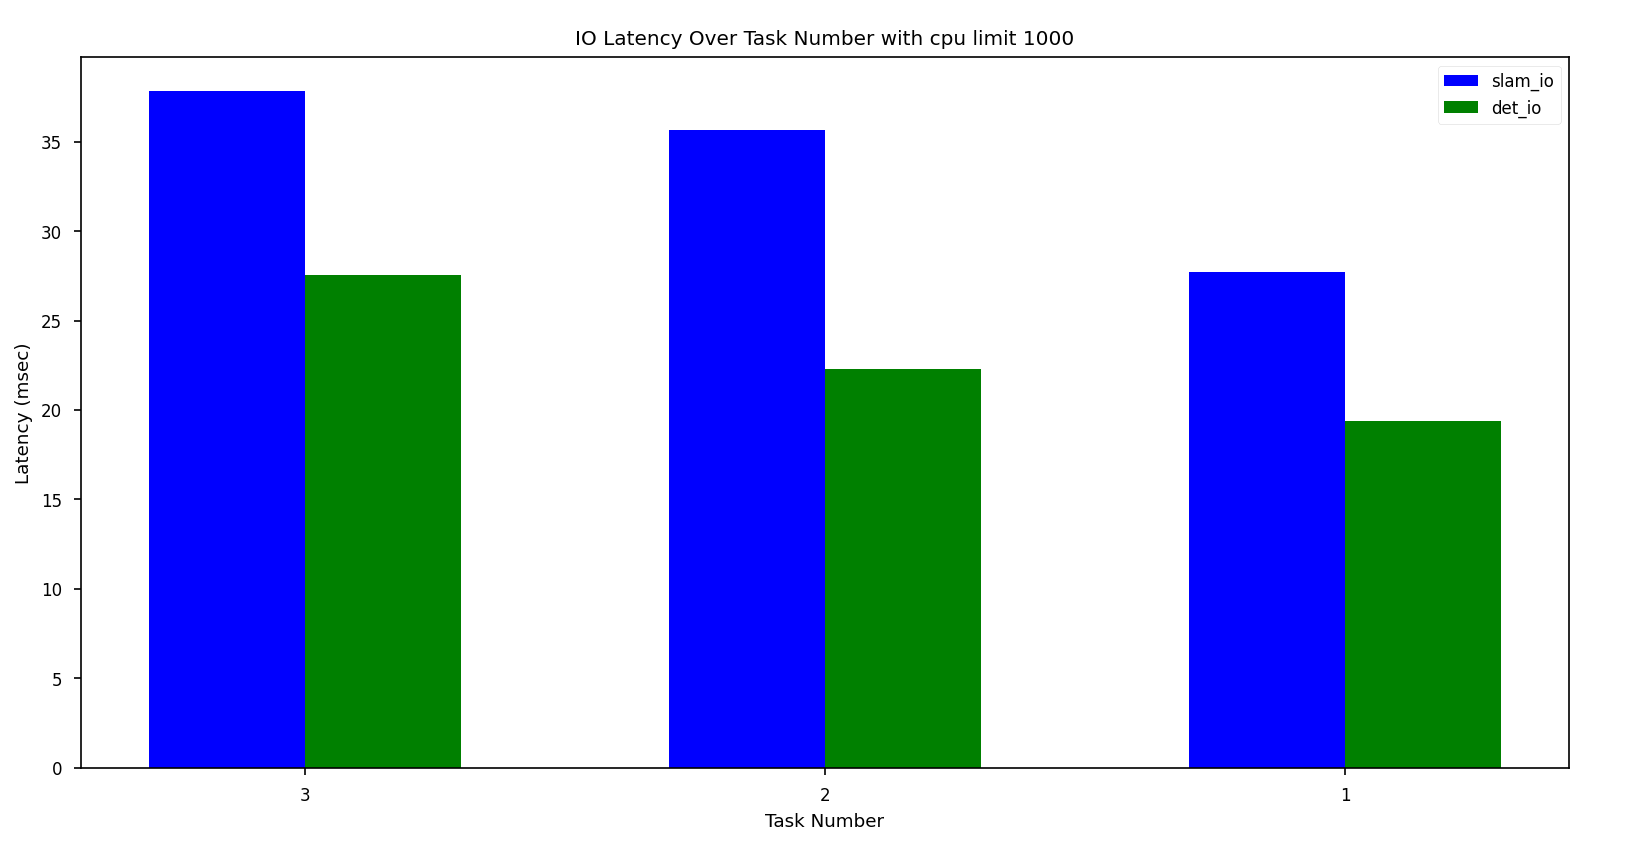 IO Latency Over Task Number with cpu limit 1000
slam_io
det_io
35
30
25
20
15
10
5
0
Latency (msec)
3 2 1
Task Number